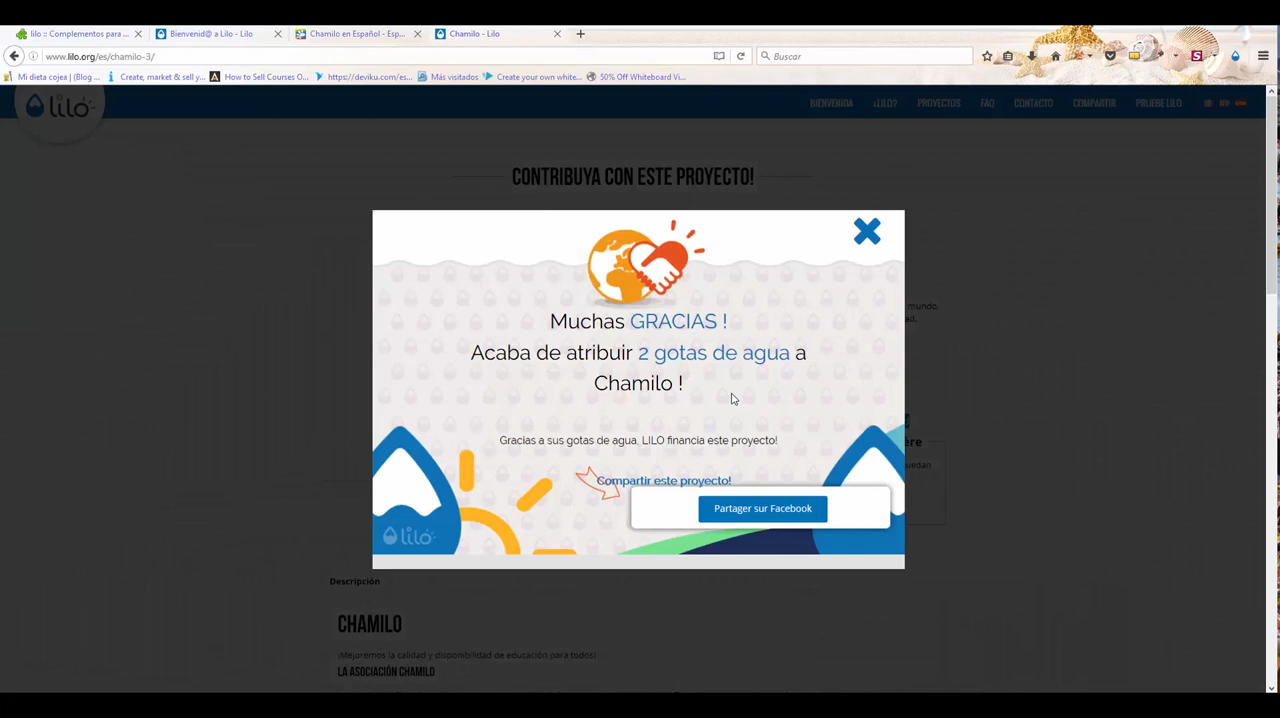 lilo :: Complementos para ...
Bienvenid@ a Lilo - Lilo
Chamilo en Español - Esp...
Chamilo - Lilo
www.lilo.org/es/chamilo-3/
Buscar
Mi dieta cojea (Blog ...
Create, market & sell y...
How to Sell Courses O...
https://deviku.com/es...
Más visitados
Create your own white...
50% Off Whiteboard Vi...
lilo
BIENVENIDA
¿LILO?
PROYECTOS
FAQ
CONTACTO
COMPARTIR
PRUEBE LILO
CONTRIBUYA CON ESTE PROYECTO!
mundo,
Muchas GRACIAS !
Acaba de atribuir 2 gotas de agua a
Chamilo !
Gracias a sus gotas de agua, LILO financia este proyecto!
Compartir este proyecto!
Partager sur Facebook
lilo
Descripción
CHAMILO
¡Mejoremos la calidad y disponibilidad de educación para todos!
LA ASOCIACIÓN CHAMILO